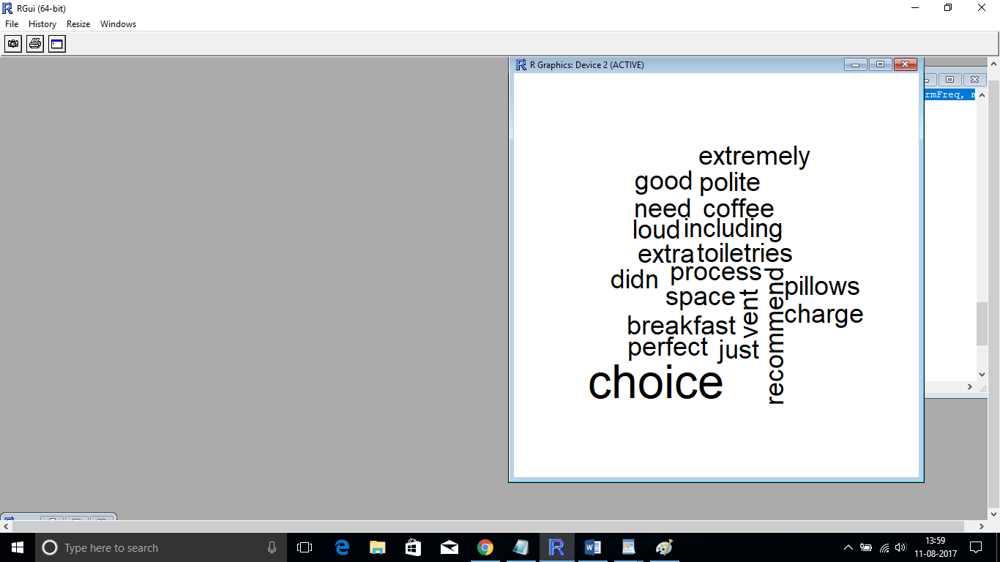 RGui (64-bit)
File History Resize Windows
R Graphics: Device 2 (ACTIVE)
rmFreq, m
extremely
good polite
need coffee
loud including
extra toiletries
didn process
pillows
space
vent
recommend
charge
breakfast
perfect just
choice
Type here to search
13:59
11-08-2017